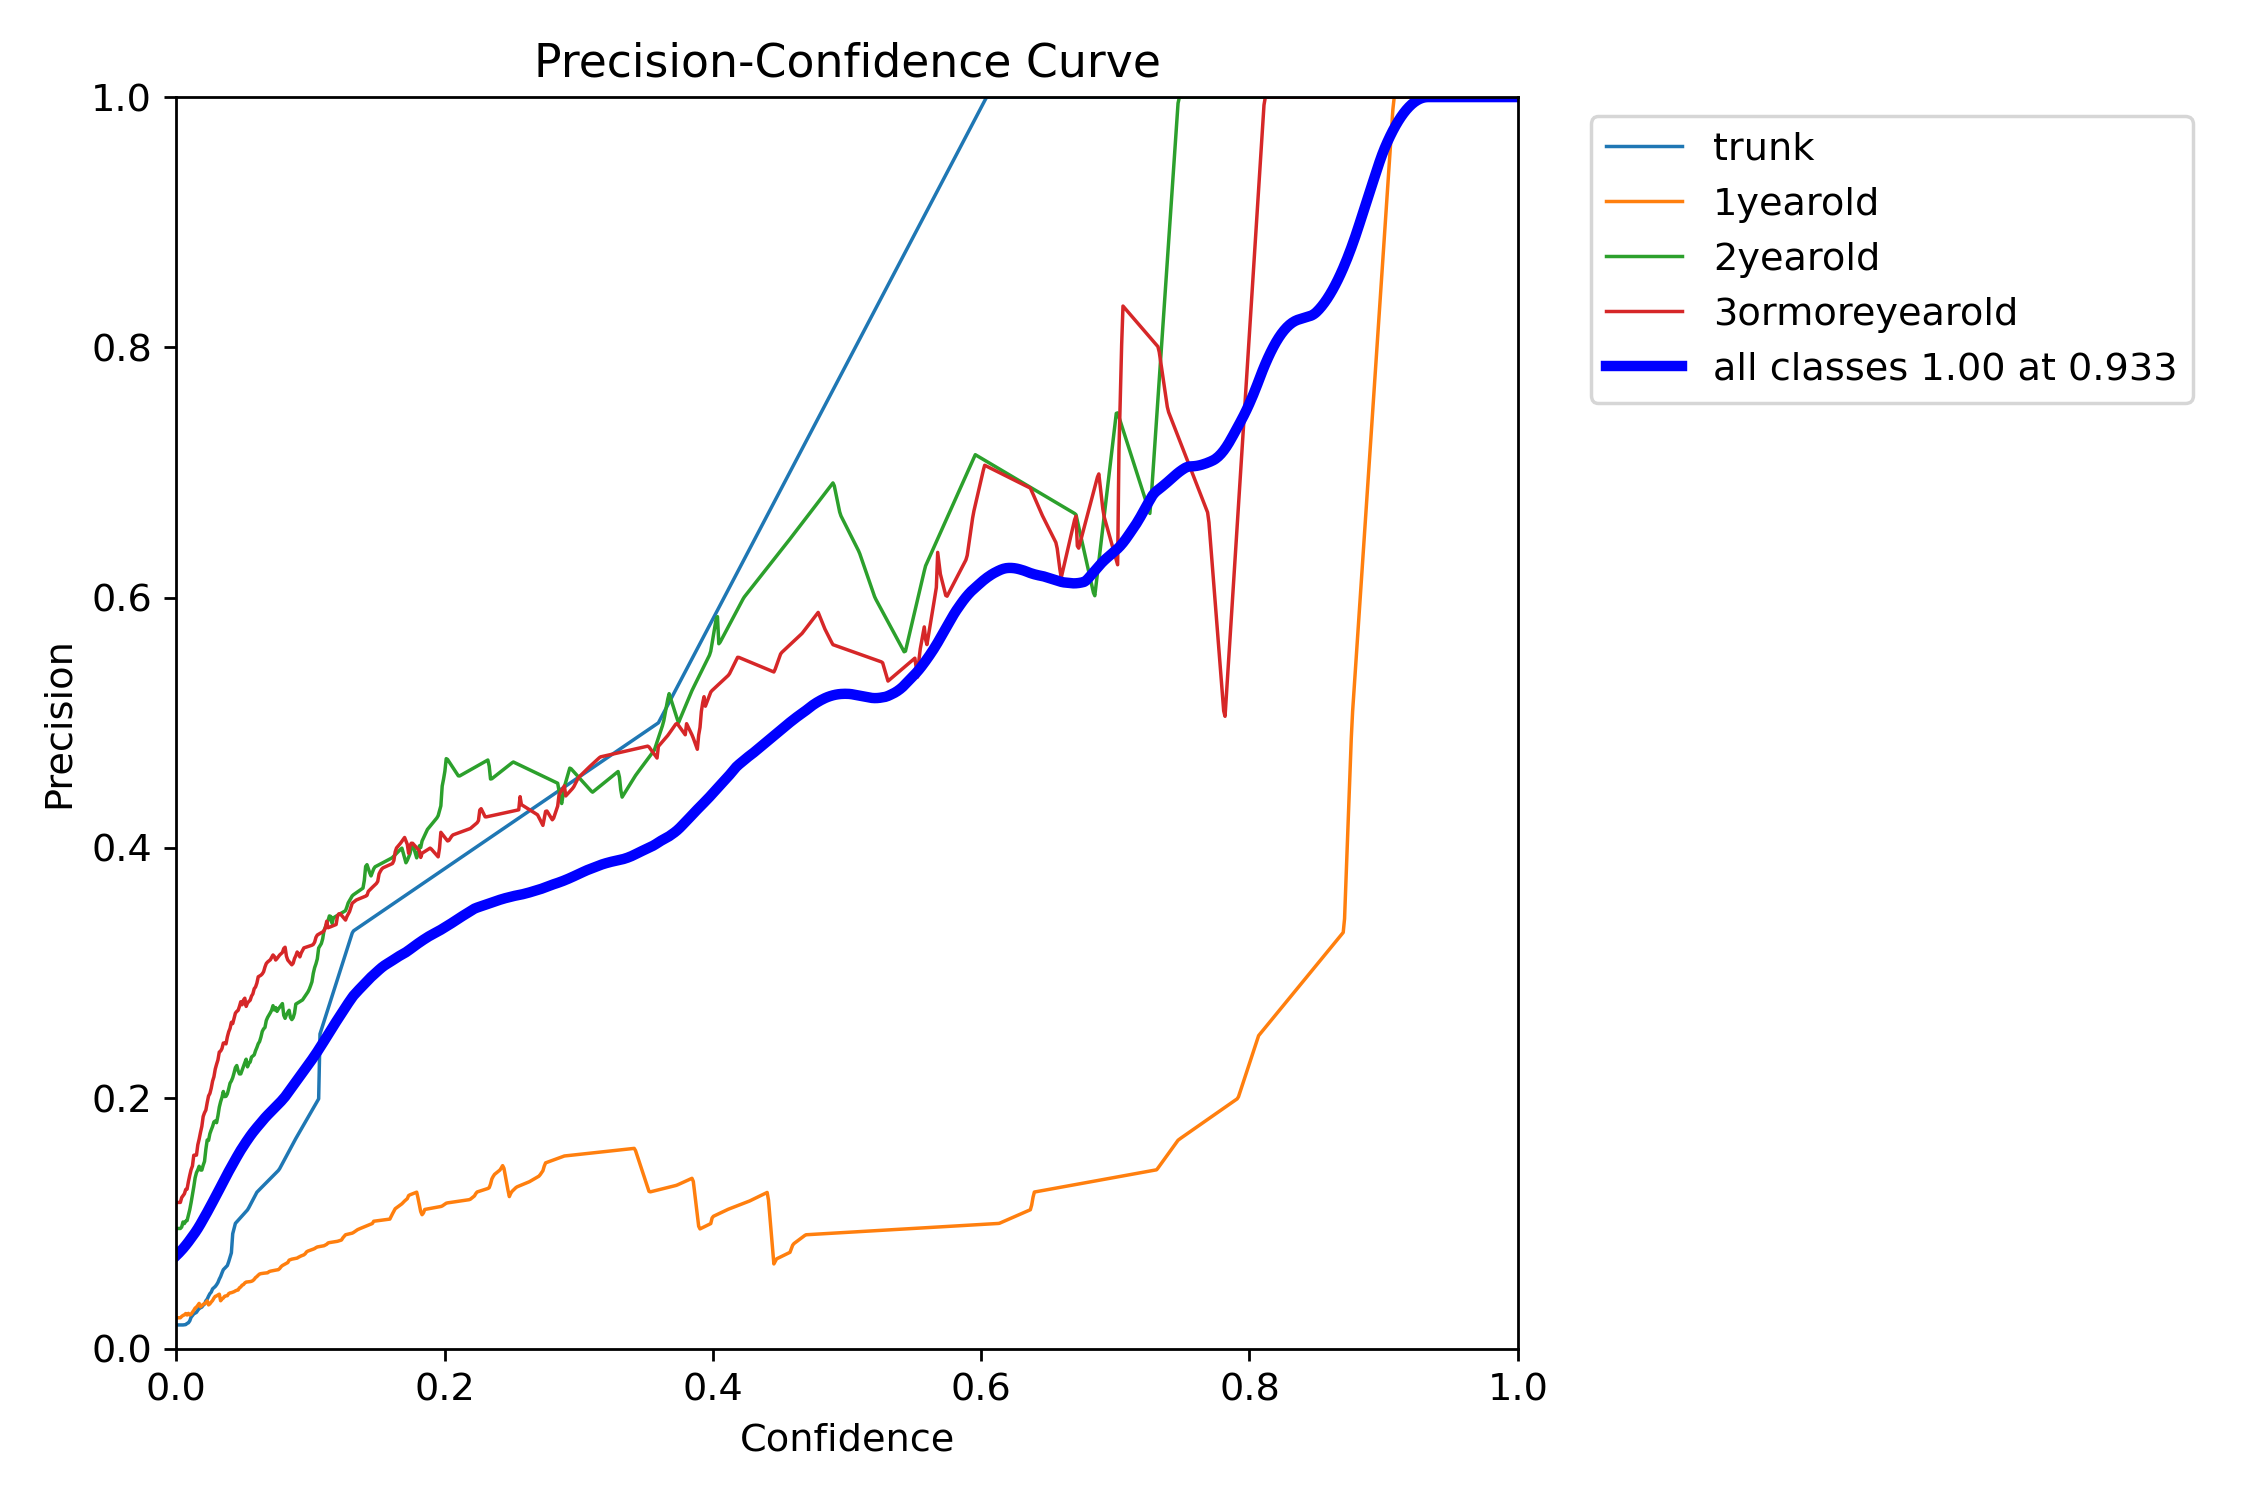 Precision-Confidence Curve
1.0
0.8
0.6
0.4
0.2
0.0
Precision
0.0 0.2 0.4 0.6 0.8 1.0
Confidence
trunk
1yearold
2yearold
3ormoreyearold
all classes 1.00 at 0.933